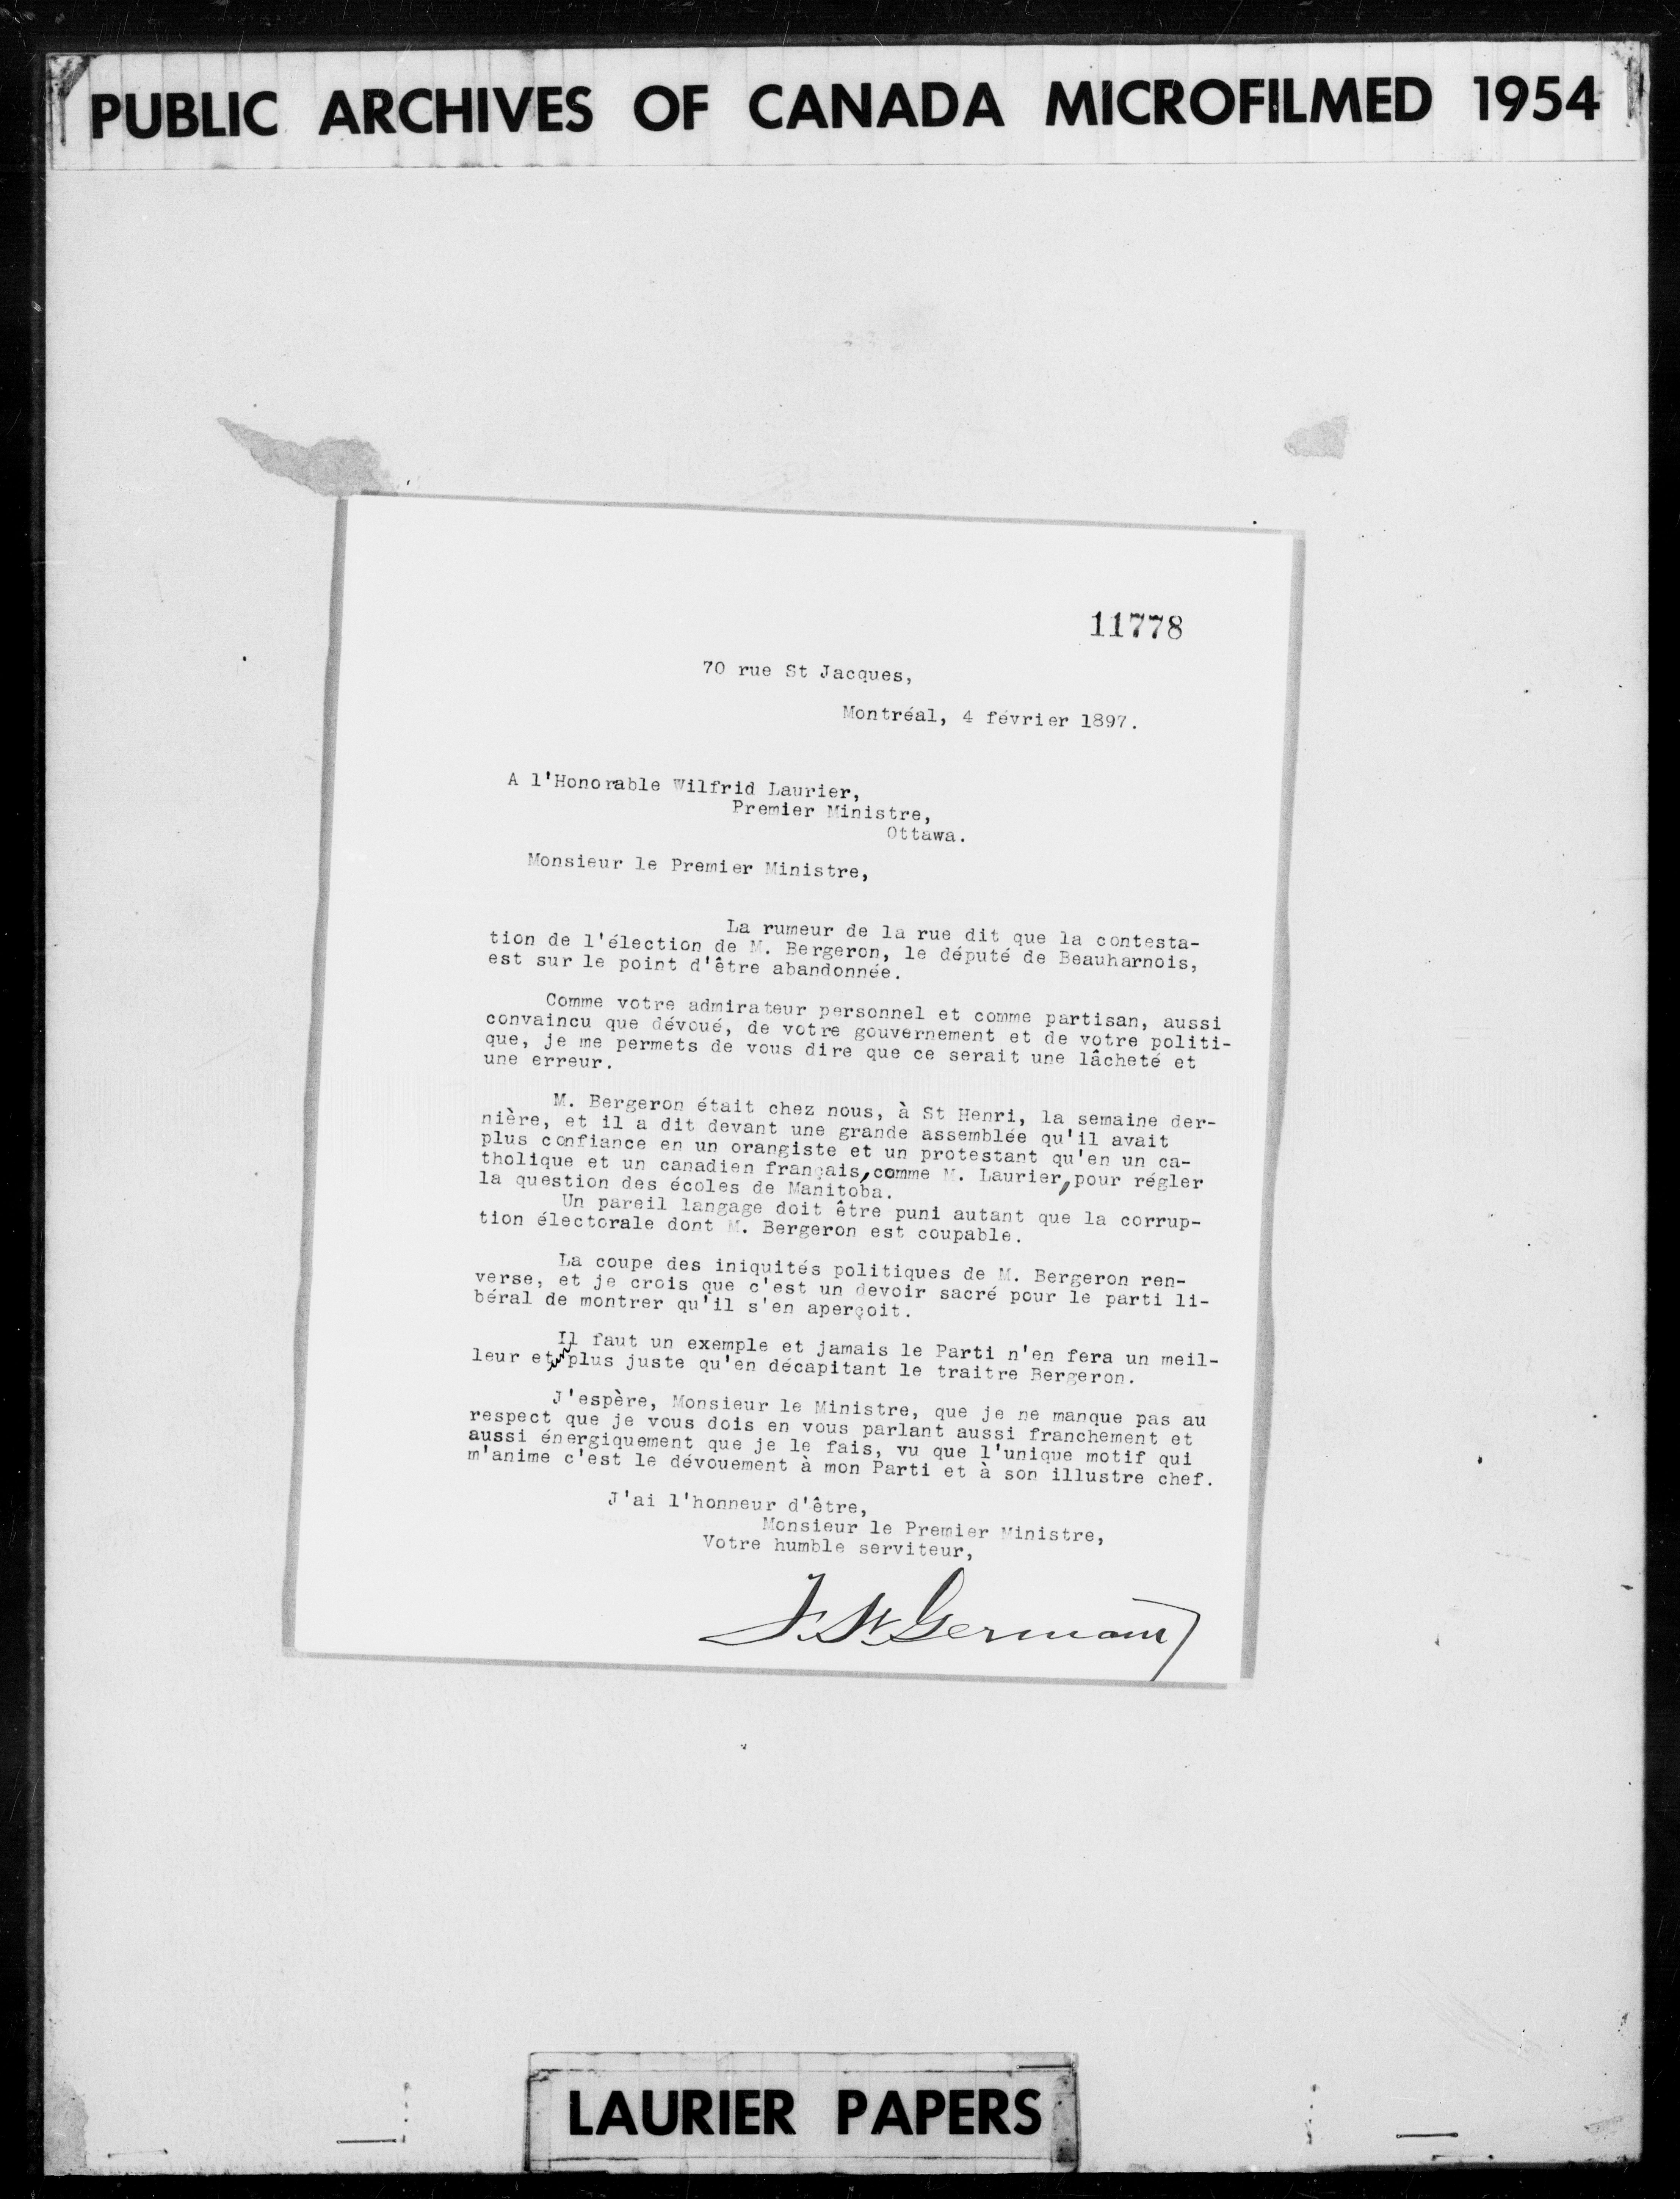 PUBLIC ARCHIVES OF CANADA MICROFILMED 1954
11778
70 rue St Jacques,
Montréal, 4 février 1897.
A l'Honorable Wilfrid Laurier,
Premier Ministre,
Ottawa.
Monsieur le Premier Ministre,
La rumeur de la rue dit que la contesta-
tion de l'élection de M. Bergeron, le député de Beauharnois,
est sur le point d'être abandonnée.
Comme votre admirateur personnel et comme partisan, aussi
convaincu que dévoué, de votre gouvernement et de votre politi-
que, je me permets de vous dire que ce serait une lâcheté et
une erreur.
M. Bergeron était chez nous, à St Henri, la semaine der-
nière, et il a dit devant une grande assemblée qu'il avait
plus confiance en un orangiste et un protestant qu'en un ca-
tholique et un canadien français, comme M. Laurier, pour régler
la question des écoles de Manitoba.
Un pareil langage doit être puni autant que la corrup-
tion électorale dont M. Bergeron est coupable.
La coupe des iniquités politiques de M. Bergeron ren-
verse, et je crois que c'est un devoir sacré pour le parti li-
béral de montrer qu'il s'en aperçoit.
Il faut un exemple et jamais le Parti n'en fera un meil-
leur et un plus juste qu'en décapitant le traitre Bergeron.
J'espère, Monsieur le Ministre, que je ne manque pas au
respect que je vous dois en vous parlant aussi franchement et
aussi énergiquement que je le fais, vu que l'unique motif qui
m'anime c'est le dévouement à mon Parti et à son illustre chef.
J'ai l'honneur d'être,
Monsieur le Premier Ministre,
Votre humble serviteur,
St Germain
LAURIER PAPERS